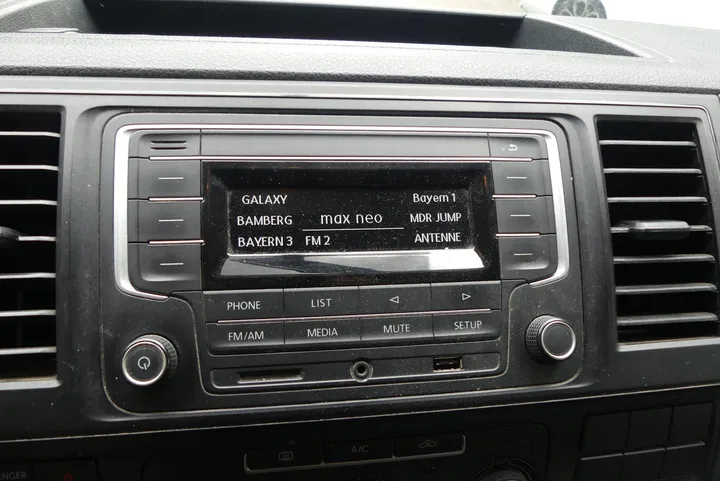 GALAXY Bayern 1
BAMBERG max neo MDR JUMP
BAYERN 3 FM 2 ANTENNE
PHONE LIST
FM/AM MEDIA MUTE SETUP
A/C
NGER